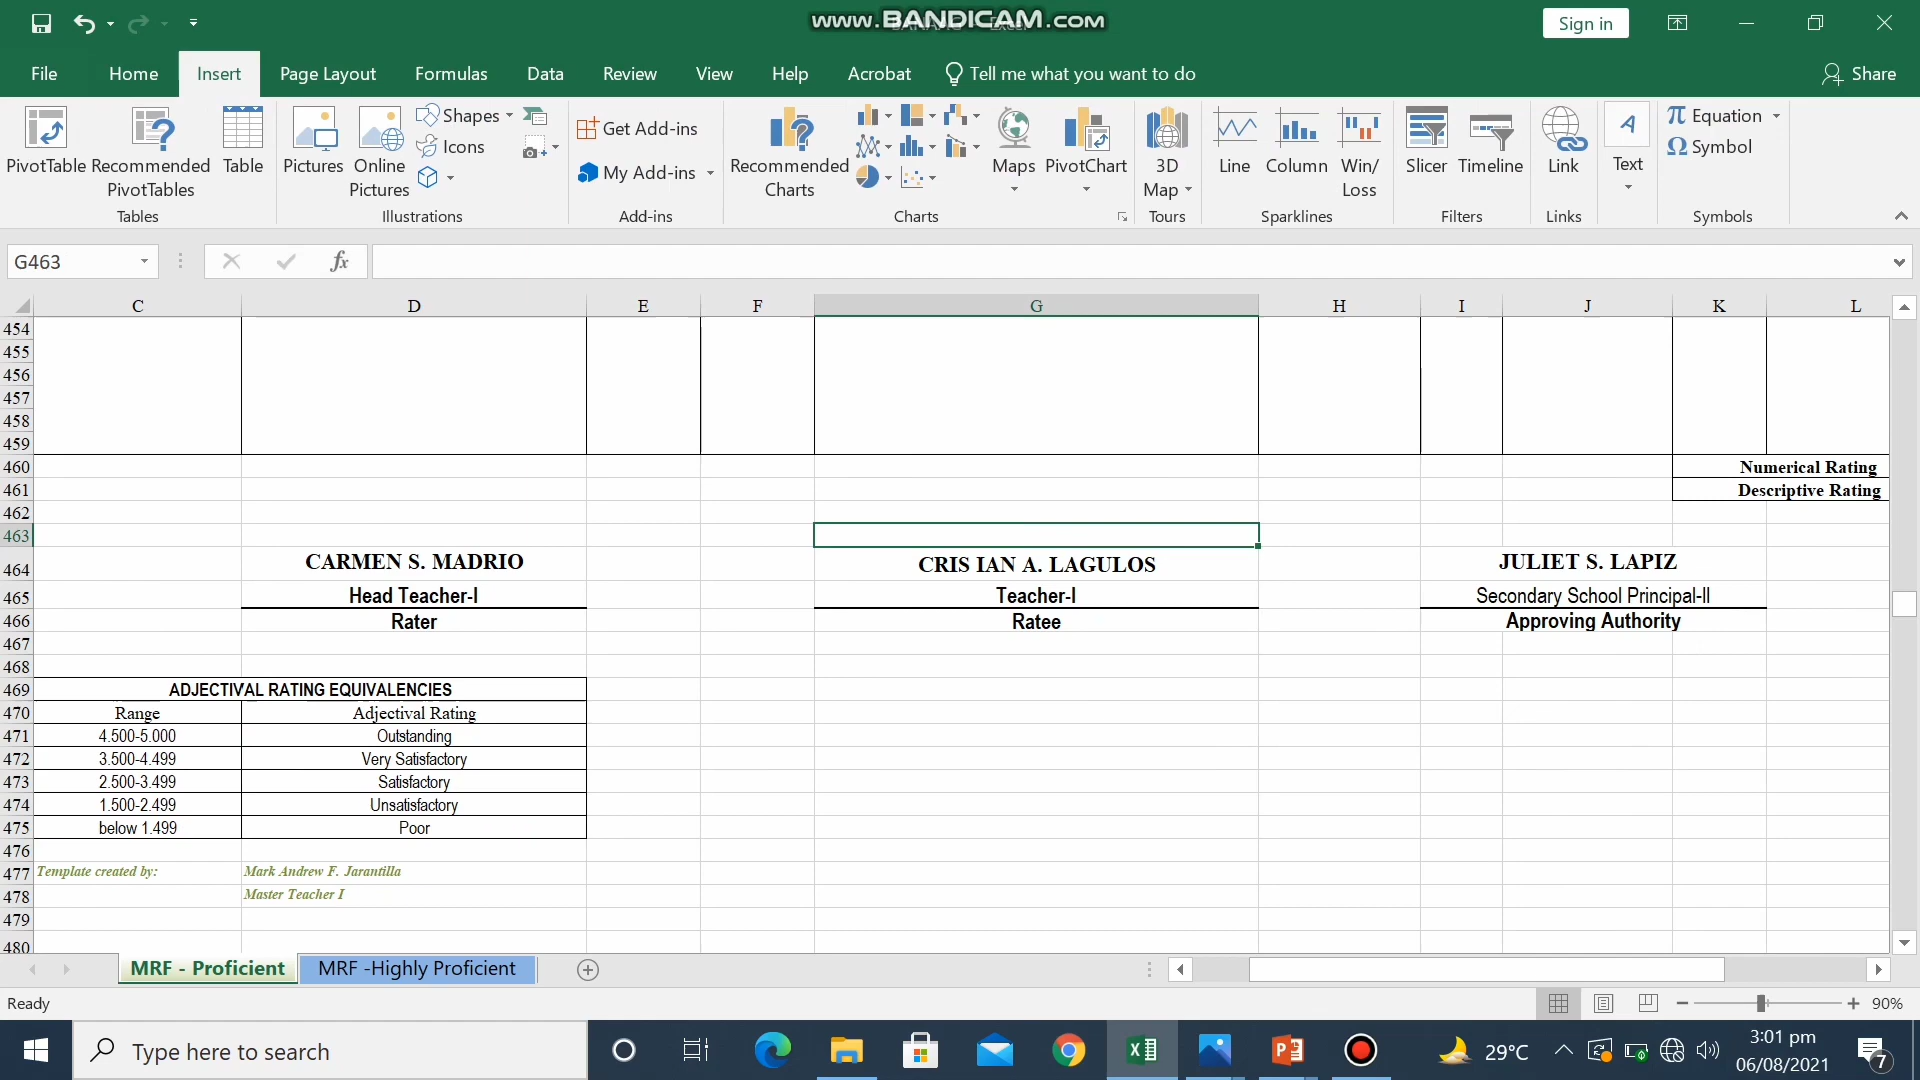 www.BANDICAM.com
Sign in
File Home Insert Page Layout Formulas Data Review View Help Acrobat Tell me what you want to do Share
PivotTable Recommended PivotTables Table
Tables
Pictures Online Pictures Shapes Icons
Illustrations
Get Add-ins
My Add-ins
Add-ins
Recommended Charts Maps PivotChart
Charts
3D Map
Tours
Line Column Win/Loss
Sparklines
Slicer Timeline
Filters
Link
Links
Text
Equation
Symbol
Symbols
G463
fx
C D E F G H I J K L
454
455
456
457
458
459
460 Numerical Rating
461 Descriptive Rating
462
463
464 CARMEN S. MADRIO CRIS IAN A. LAGULOS JULIET S. LAPIZ
465 Head Teacher-I Teacher-I Secondary School Principal-II
466 Rater Ratee Approving Authority
467
468
469 ADJECTIVAL RATING EQUIVALENCIES
470 Range Adjectival Rating
471 4.500-5.000 Outstanding
472 3.500-4.499 Very Satisfactory
473 2.500-3.499 Satisfactory
474 1.500-2.499 Unsatisfactory
475 below 1.499 Poor
476
477 Template created by: Mark Andrew F. Jarantilla
478 Master Teacher I
479
480
MRF - Proficient MRF -Highly Proficient
Ready 90%
Type here to search 29°C 3:01 pm
06/08/2021 7